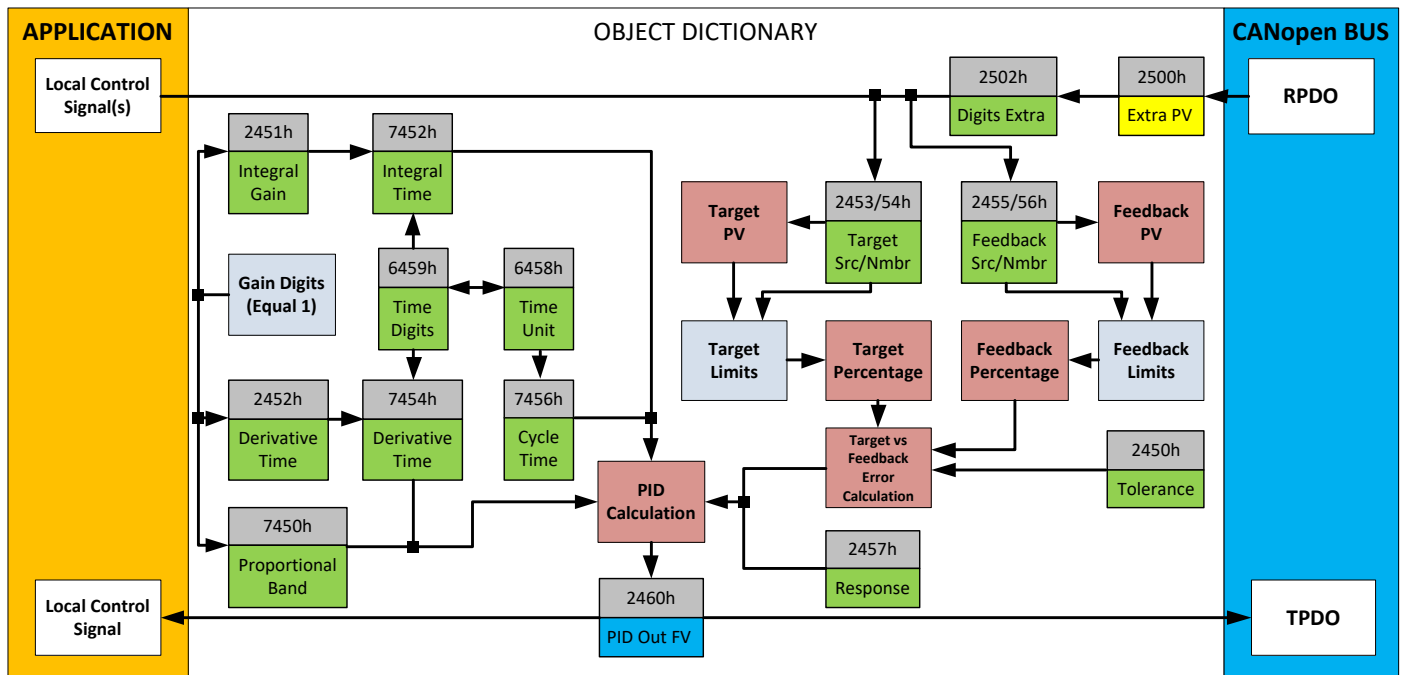 APPLICATION
OBJECT DICTIONARY
CANopen BUS
Local Control
Signal(s)
2502h
Digits Extra
2500h
Extra PV
RPDO
2451h
Integral
Gain
7452h
Integral
Time
Target
PV
2453/54h
Target
Src/Nmbr
2455/56h
Feedback
Src/Nmbr
Feedback
PV
Gain Digits
(Equal 1)
6459h
Time
Digits
6458h
Time
Unit
Target
Limits
Target
Percentage
Feedback
Percentage
Feedback
Limits
2452h
Derivative
Time
7454h
Derivative
Time
7456h
Cycle
Time
Target vs
Feedback
Error
Calculation
2450h
Tolerance
PID
Calculation
7450h
Proportional
Band
2457h
Response
Local Control
Signal
2460h
PID Out FV
TPDO